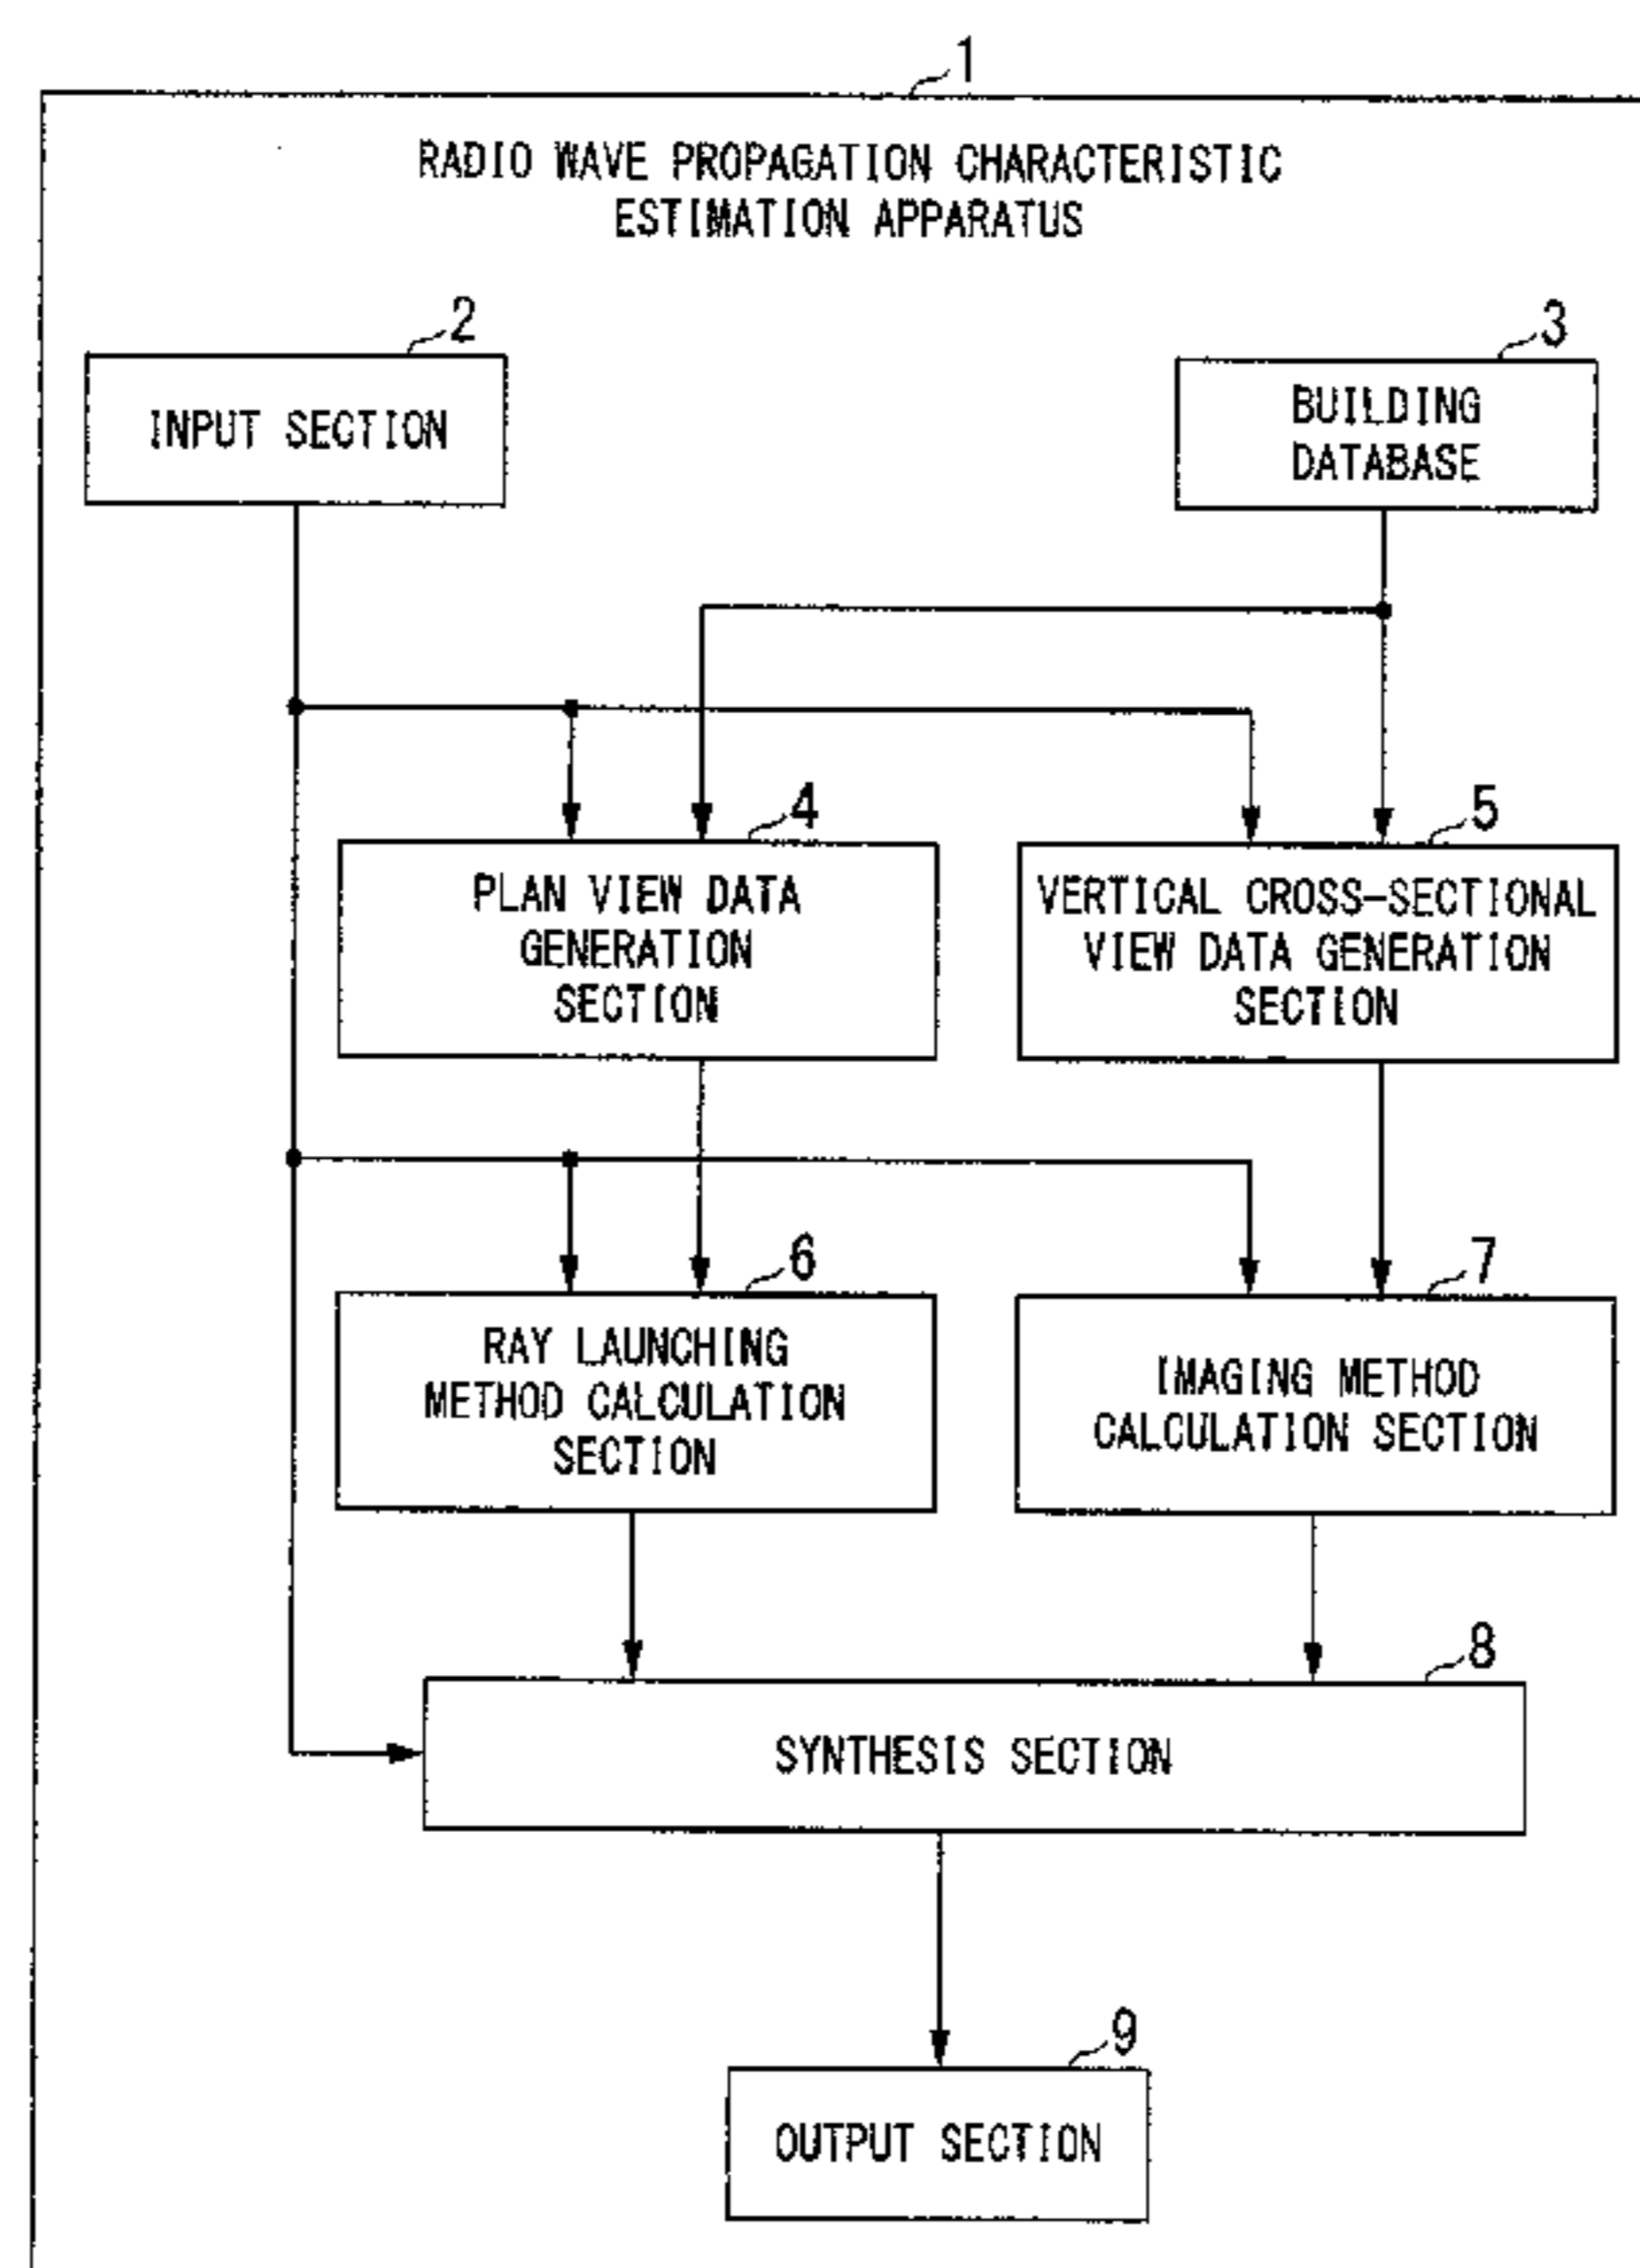 1
RADIO WAVE PROPAGATION CHARACTERISTIC
ESTIMATION APPARATUS
2
INPUT SECTION
3
BUILDING
DATABASE
4
PLAN VIEW DATA
GENERATION
SECTION
5
VERTICAL CROSS-SECTIONAL
VIEW DATA GENERATION
SECTION
6
RAY LAUNCHING
METHOD CALCULATION
SECTION
7
IMAGING METHOD
CALCULATION SECTION
8
SYNTHESIS SECTION
9
OUTPUT SECTION